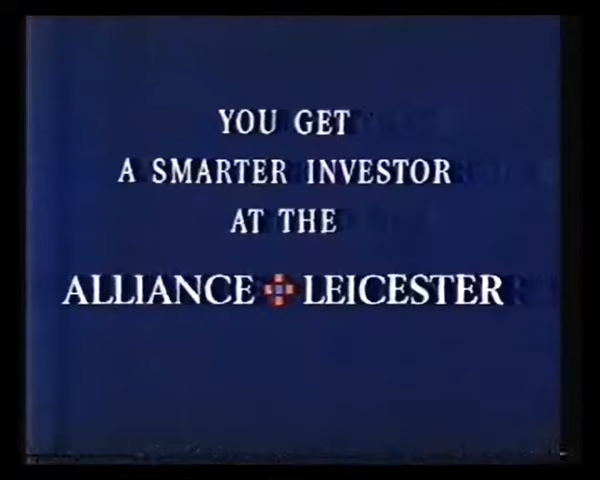 YOU GET
A SMARTER INVESTOR
AT THE
ALLIANCE LEICESTER